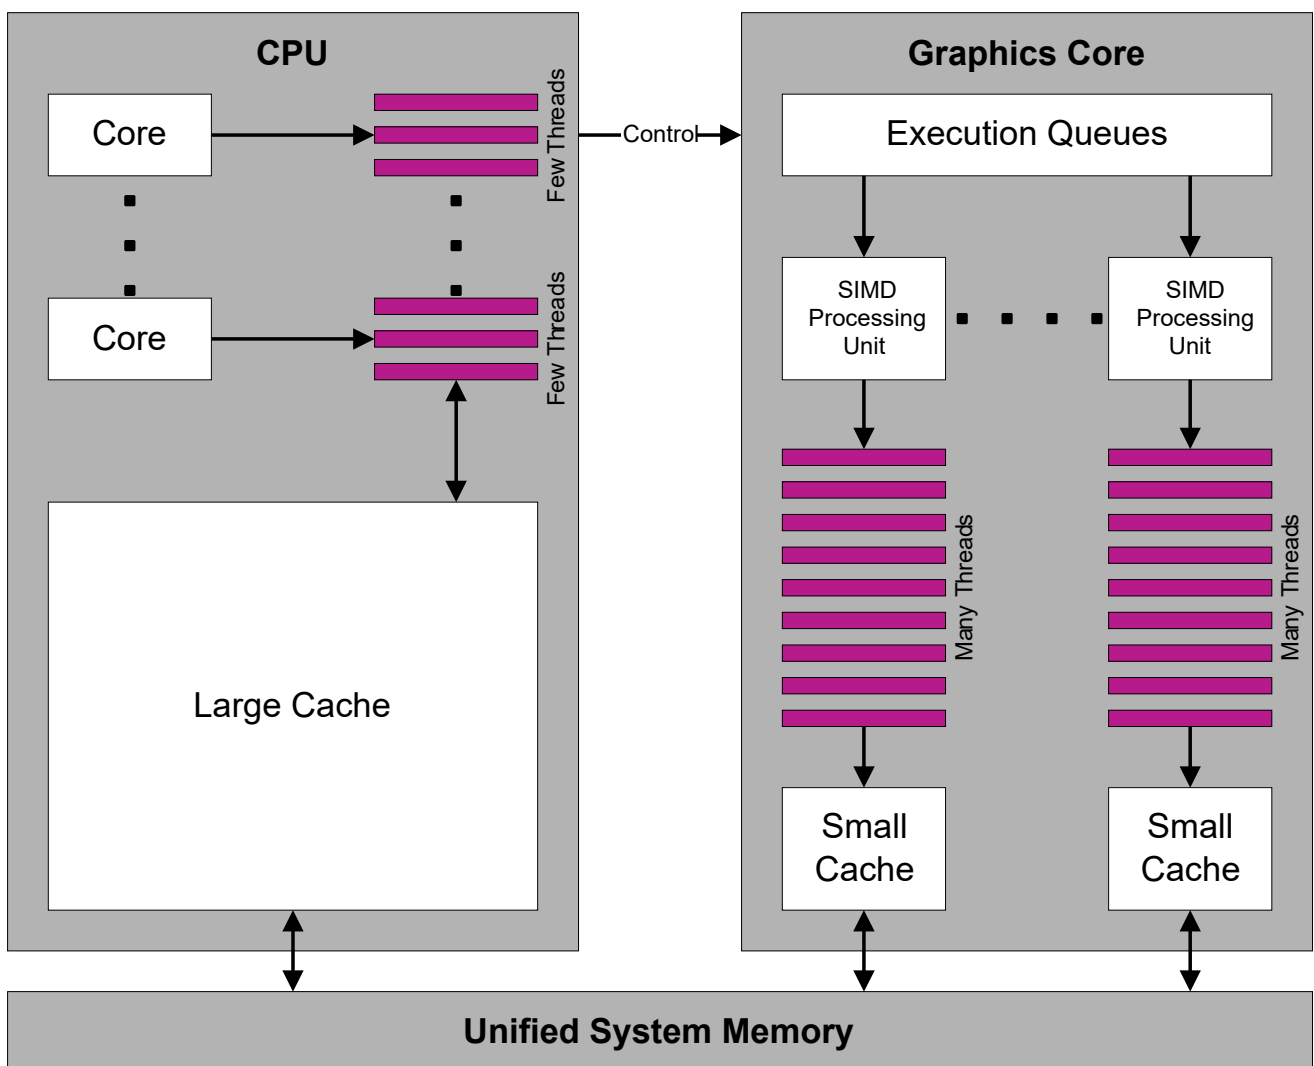 CPU
Core
Few Threads
Core
Few Threads
Large Cache
Control
Graphics Core
Execution Queues
SIMD
Processing
Unit
SIMD
Processing
Unit
Many Threads
Many Threads
Small
Cache
Small
Cache
Unified System Memory